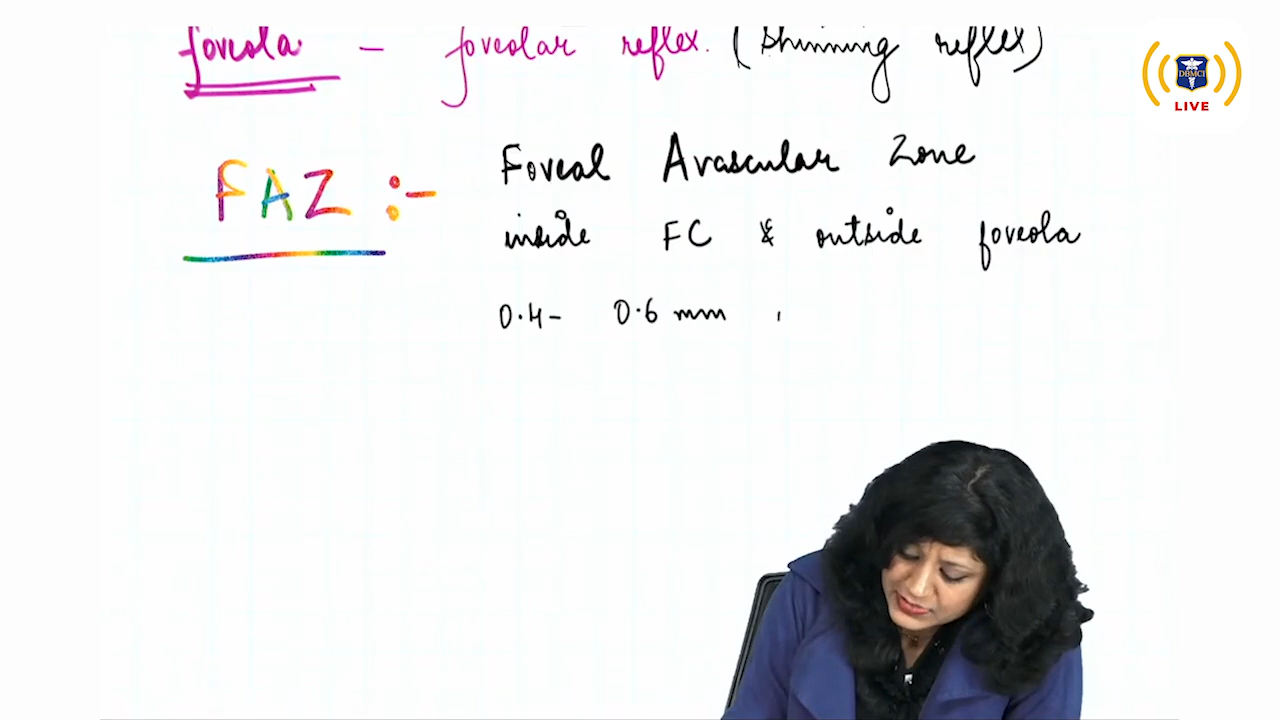 foveola - foveolar reflex. (Shinning reflex)
DBMCI
LIVE
FAZ :- Foveal Avascular Zone
inside FC & outside foveola
0.4- 0.6 mm